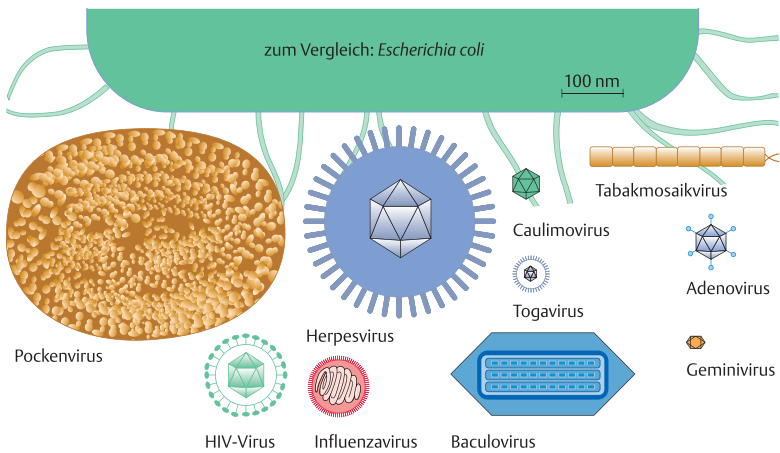 zum Vergleich: Escherichia coli
100 nm
Tabakmosaikvirus
Caulimovirus
Adenovirus
Togavirus
Herpesvirus
Pockenvirus
Geminivirus
HIV-Virus
Influenzavirus
Baculovirus